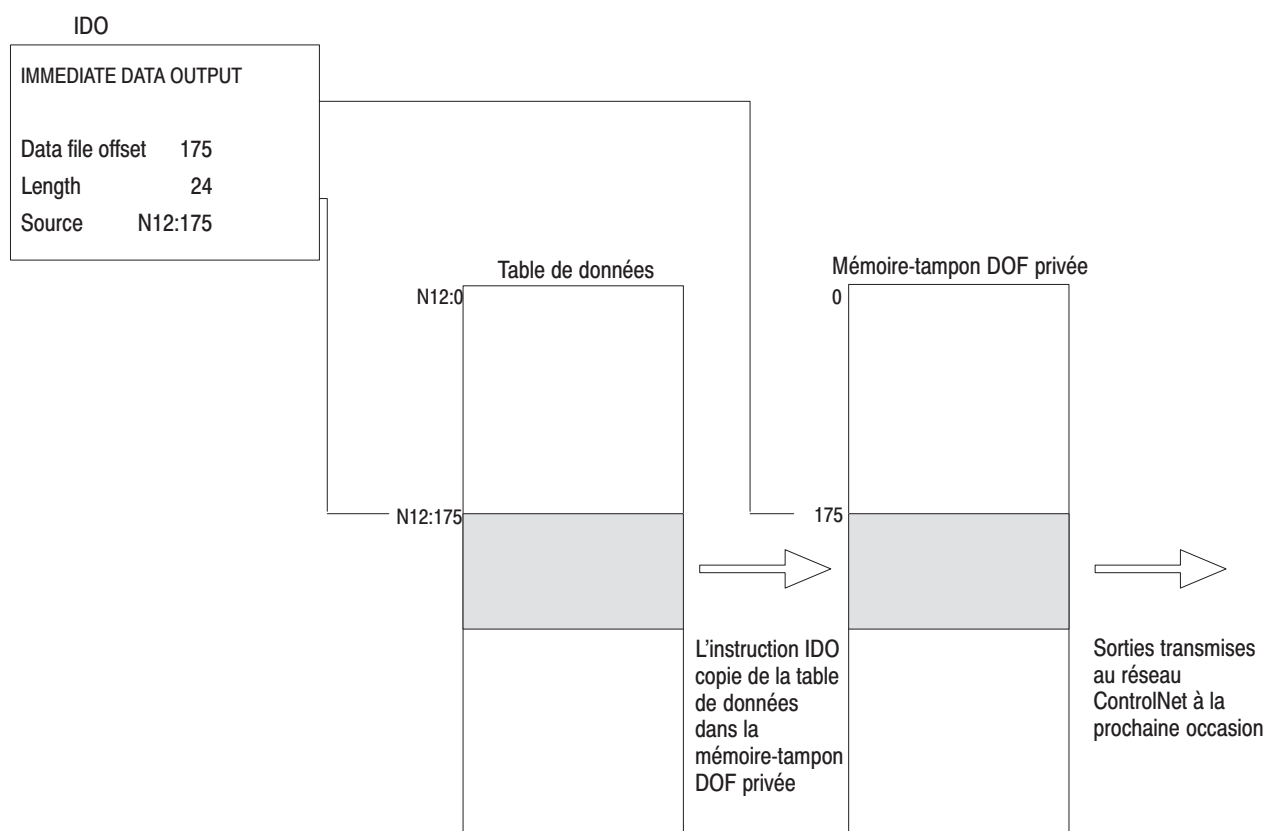 IDO
IMMEDIATE DATA OUTPUT
Data file offset 175
Length 24
Source N12:175
Table de données
N12:0
N12:175
Mémoire-tampon DOF privée
0
175
L'instruction IDO
copie de la table
de données
dans la
mémoire-tampon
DOF privée
Sorties transmises
au réseau
ControlNet à la
prochaine occasion